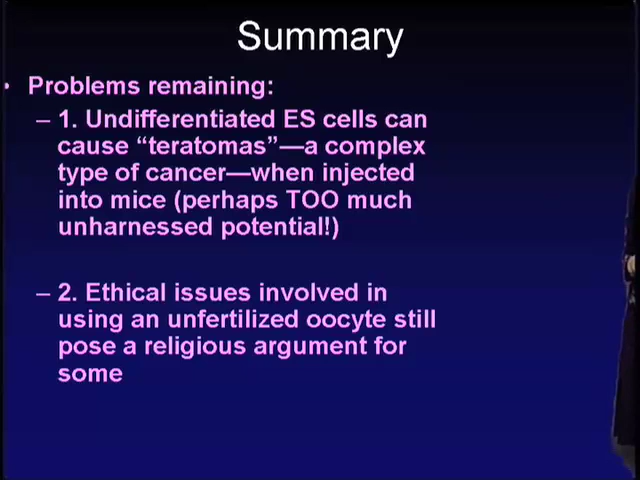 Summary
• Problems remaining:
– 1. Undifferentiated ES cells can
cause “teratomas”—a complex
type of cancer—when injected
into mice (perhaps TOO much
unharnessed potential!)
– 2. Ethical issues involved in
using an unfertilized oocyte still
pose a religious argument for
some